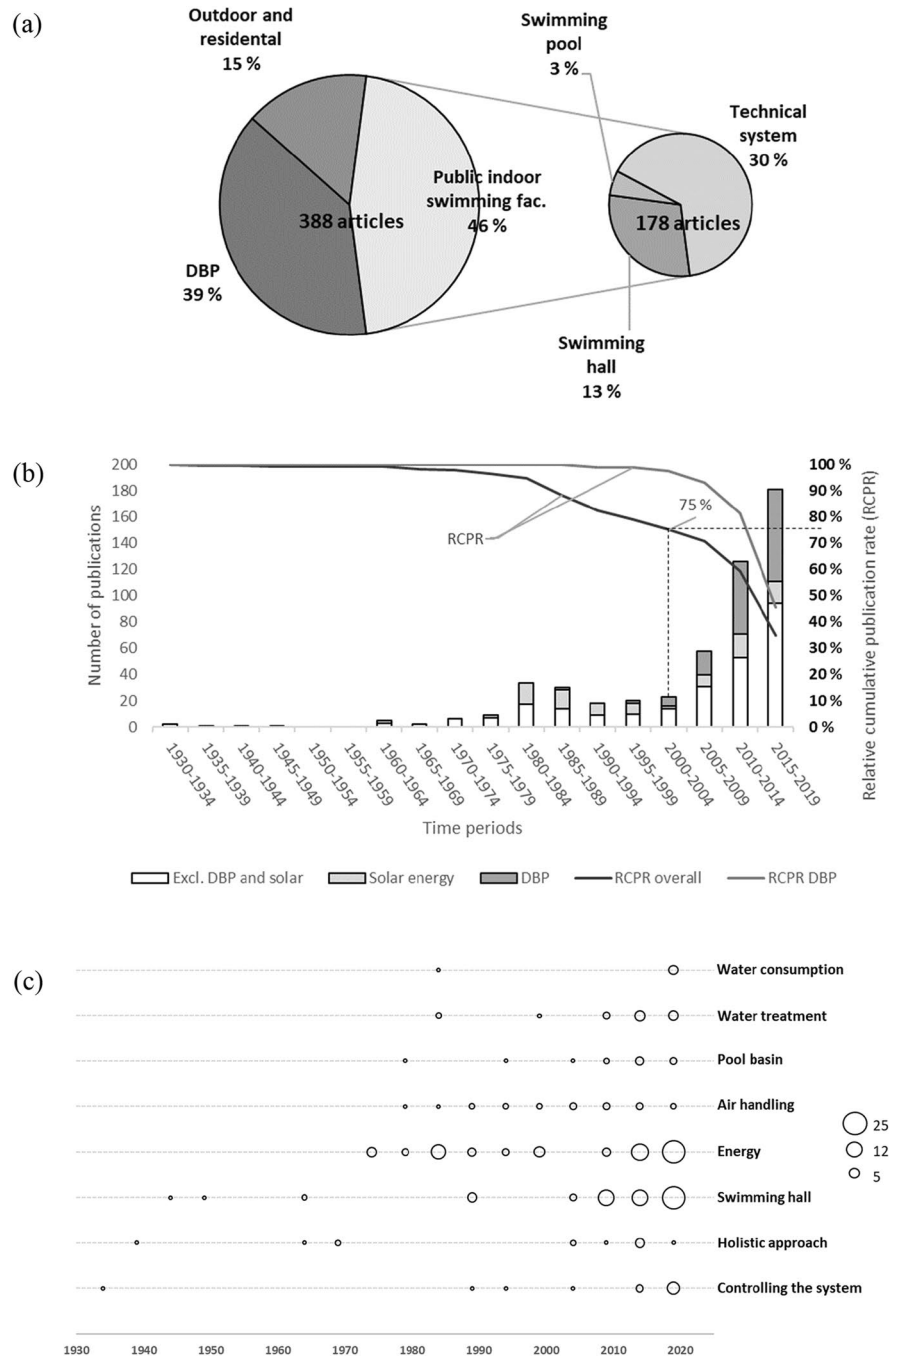 (a)
Outdoor and
residental
15 %
Swimming
pool
3 %
Technical
system
30 %
Public indoor
swimming fac.
46 %
388 articles
178 articles
DBP
39 %
Swimming
hall
13 %
(b)
200
180
160
140
120
100
80
60
40
20
0
Number of publications
100 %
90 %
80 %
70 %
60 %
50 %
40 %
30 %
20 %
10 %
0 %
Relative cumulative publication rate (RCPR)
75 %
RCPR
1930-1934
1935-1939
1940-1944
1945-1949
1950-1954
1955-1959
1960-1964
1965-1969
1970-1974
1975-1979
1980-1984
1985-1989
1990-1994
1995-1999
2000-2004
2005-2009
2010-2014
2015-2019
Time periods
Excl. DBP and solar
Solar energy
DBP
RCPR overall
RCPR DBP
(c)
Water consumption
Water treatment
Pool basin
Air handling
Energy
Swimming hall
Holistic approach
Controlling the system
25
12
5
1930
1940
1950
1960
1970
1980
1990
2000
2010
2020